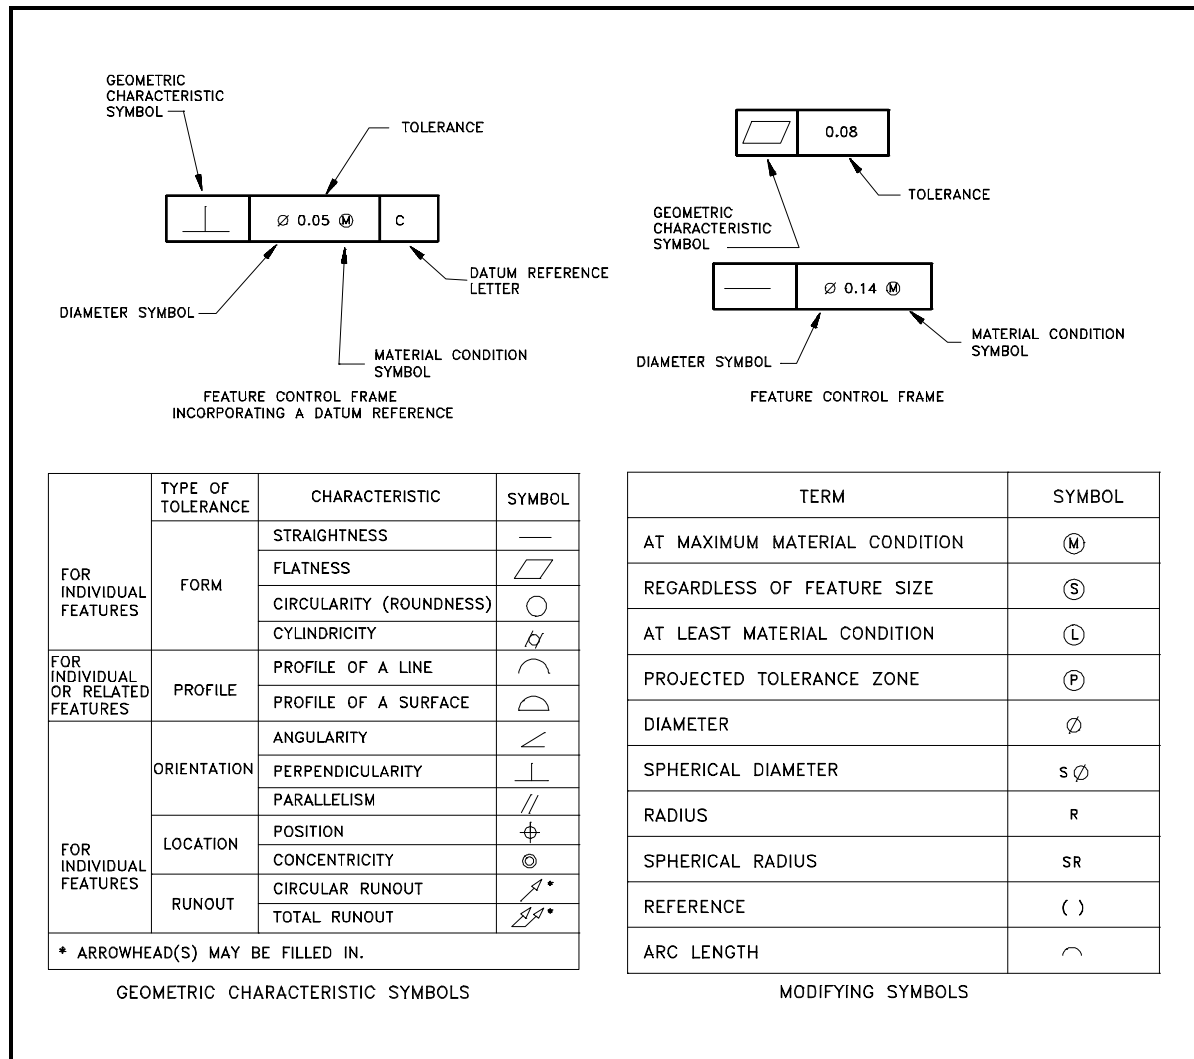 GEOMETRIC
CHARACTERISTIC
SYMBOL
TOLERANCE
⌀ 0.05 Ⓜ
C
DATUM REFERENCE
LETTER
DIAMETER SYMBOL
MATERIAL CONDITION
SYMBOL
FEATURE CONTROL FRAME
INCORPORATING A DATUM REFERENCE
0.08
TOLERANCE
GEOMETRIC
CHARACTERISTIC
SYMBOL
⌀ 0.14 Ⓜ
MATERIAL CONDITION
SYMBOL
DIAMETER SYMBOL
FEATURE CONTROL FRAME
TYPE OF
TOLERANCE
CHARACTERISTIC
SYMBOL
FOR
INDIVIDUAL
FEATURES
FORM
STRAIGHTNESS
FLATNESS
CIRCULARITY (ROUNDNESS)
CYLINDRICITY
FOR
INDIVIDUAL
OR RELATED
FEATURES
PROFILE
PROFILE OF A LINE
PROFILE OF A SURFACE
FOR
INDIVIDUAL
FEATURES
ORIENTATION
ANGULARITY
PERPENDICULARITY
PARALLELISM
LOCATION
POSITION
CONCENTRICITY
RUNOUT
CIRCULAR RUNOUT *
TOTAL RUNOUT *
* ARROWHEAD(S) MAY BE FILLED IN.
GEOMETRIC CHARACTERISTIC SYMBOLS
TERM SYMBOL
AT MAXIMUM MATERIAL CONDITION Ⓜ
REGARDLESS OF FEATURE SIZE Ⓢ
AT LEAST MATERIAL CONDITION Ⓛ
PROJECTED TOLERANCE ZONE Ⓟ
DIAMETER ⌀
SPHERICAL DIAMETER S⌀
RADIUS R
SPHERICAL RADIUS SR
REFERENCE ( )
ARC LENGTH ⌒
MODIFYING SYMBOLS